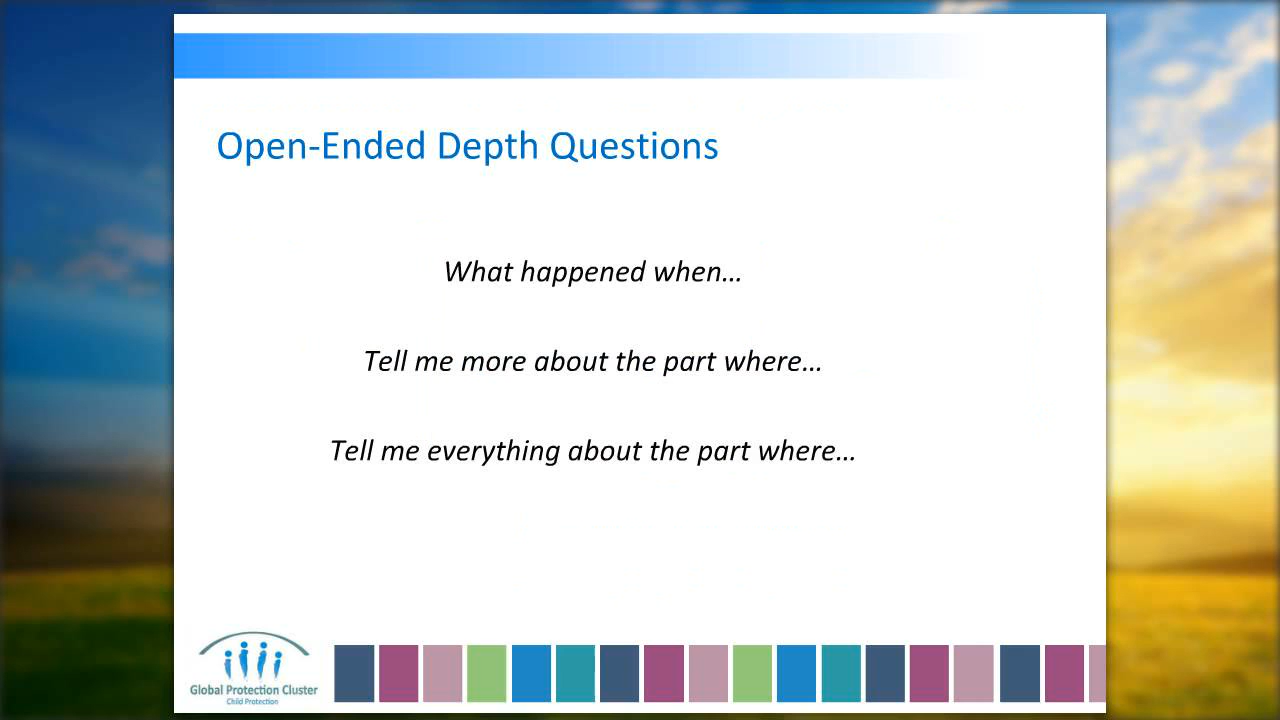 Open-Ended Depth Questions
What happened when…
Tell me more about the part where…
Tell me everything about the part where…
Global Protection Cluster
Child Protection